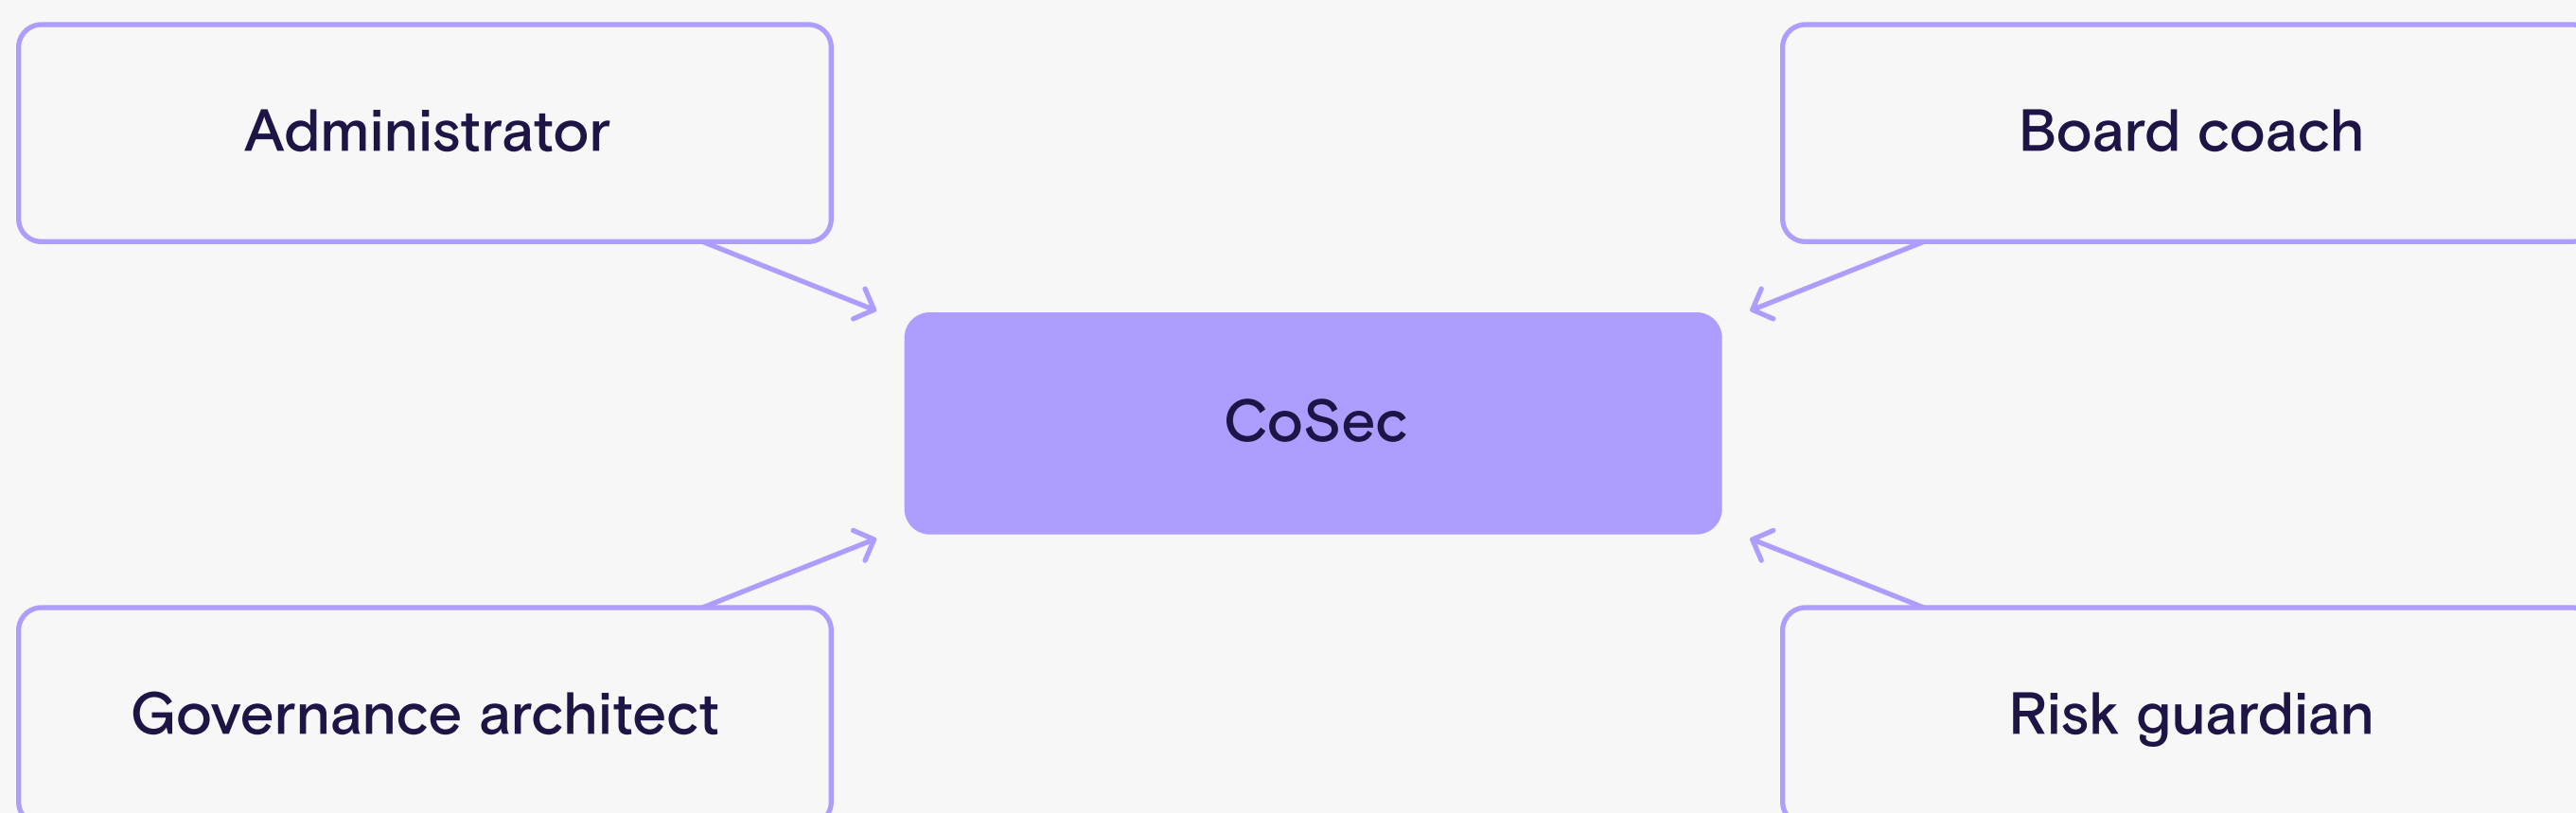 Administrator
Board coach
CoSec
Governance architect
Risk guardian